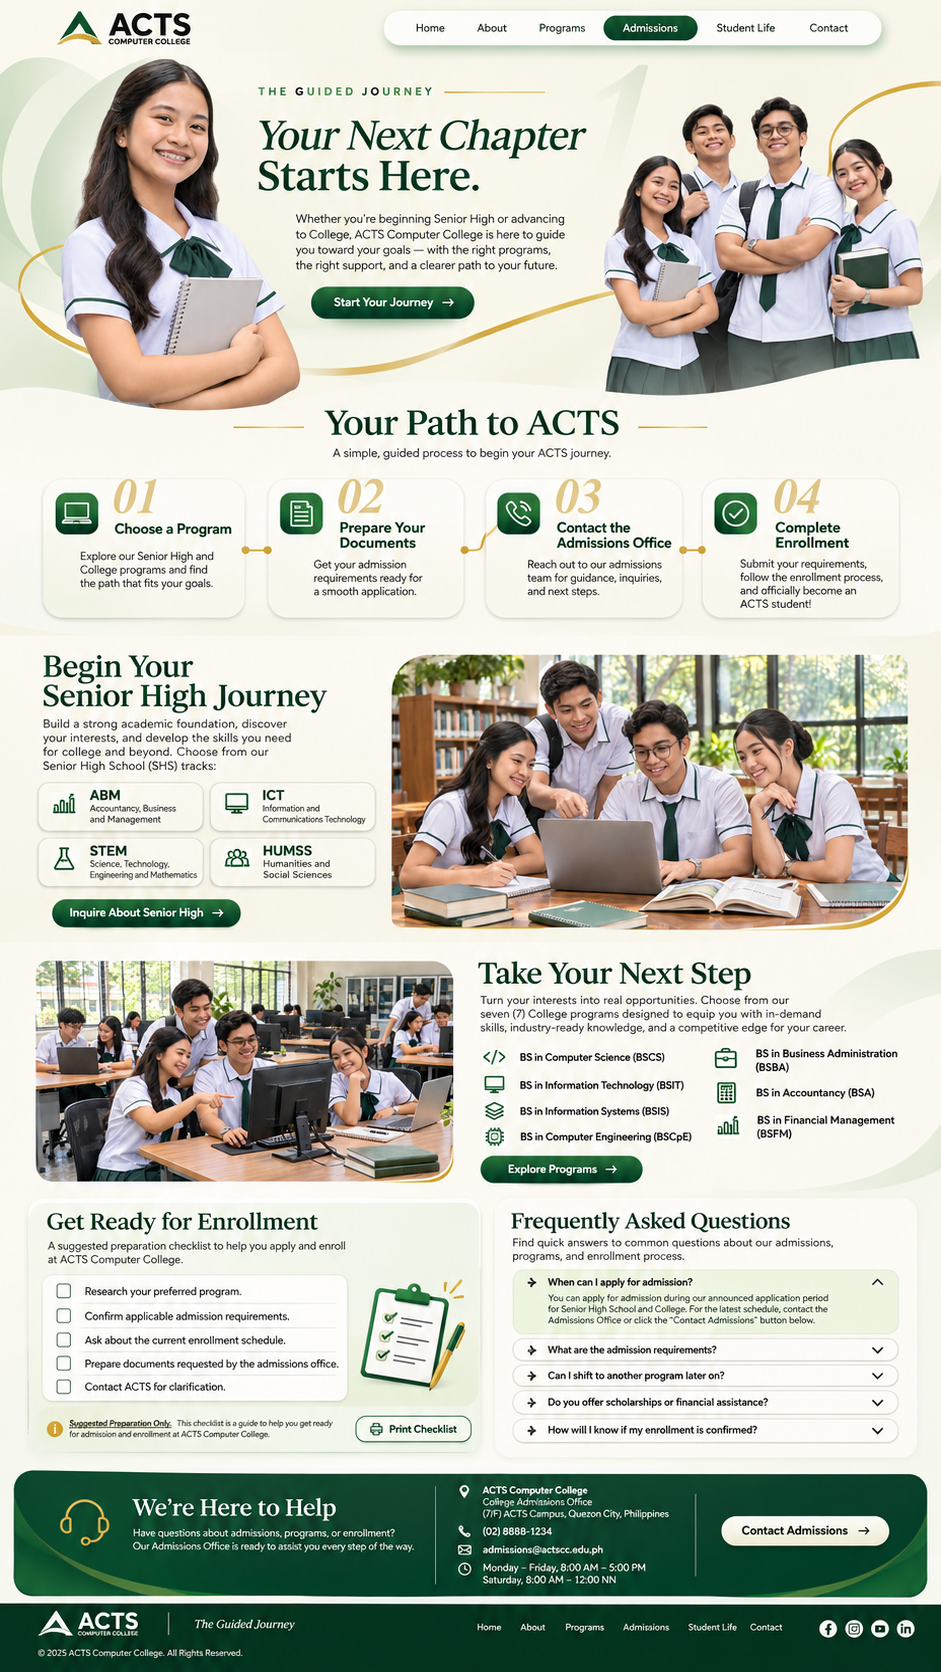 ACTS
COMPUTER COLLEGE
Home About Programs Admissions Student Life Contact
THE GUIDED JOURNEY
Your Next Chapter
Starts Here.
Whether you're beginning Senior High or advancing
to College, ACTS Computer College is here to guide
you toward your goals — with the right programs,
the right support, and a clearer path to your future.
Start Your Journey →
Your Path to ACTS
A simple, guided process to begin your ACTS journey.
01
Choose a Program
Explore our Senior High and
College programs and find
the path that fits your goals.
02
Prepare Your
Documents
Get your admission
requirements ready for
a smooth application.
03
Contact the
Admissions Office
Reach out to our admissions
team for guidance, inquiries,
and next steps.
04
Complete
Enrollment
Submit your requirements,
follow the enrollment process,
and officially become an
ACTS student!
Begin Your
Senior High Journey
Build a strong academic foundation, discover
your interests, and develop the skills you need
for college and beyond. Choose from our
Senior High School (SHS) tracks:
ABM
Accountancy, Business
and Management
ICT
Information and
Communications Technology
STEM
Science, Technology,
Engineering and Mathematics
HUMSS
Humanities and
Social Sciences
Inquire About Senior High →
Take Your Next Step
Turn your interests into real opportunities. Choose from our
seven (7) College programs designed to equip you with in-demand
skills, industry-ready knowledge, and a competitive edge for your career.
BS in Computer Science (BSCS)
BS in Information Technology (BSIT)
BS in Information Systems (BSIS)
BS in Computer Engineering (BSCpE)
BS in Business Administration
(BSBA)
BS in Accountancy (BSA)
BS in Financial Management
(BSFM)
Explore Programs →
Get Ready for Enrollment
A suggested preparation checklist to help you apply and enroll
at ACTS Computer College.
Research your preferred program.
Confirm applicable admission requirements.
Ask about the current enrollment schedule.
Prepare documents requested by the admissions office.
Contact ACTS for clarification.
Suggested Preparation Only. This checklist is a guide to help you get ready
for admission and enrollment at ACTS Computer College.
Print Checklist
Frequently Asked Questions
Find quick answers to common questions about our admissions,
programs, and enrollment process.
When can I apply for admission?
You can apply for admission during our announced application period
for Senior High School and College. For the latest schedule, contact the
Admissions Office or click the "Contact Admissions" button below.
What are the admission requirements?
Can I shift to another program later on?
Do you offer scholarships or financial assistance?
How will I know if my enrollment is confirmed?
We're Here to Help
Have questions about admissions, programs, or enrollment?
Our Admissions Office is ready to assist you every step of the way.
ACTS Computer College
College Admissions Office
(7/F) ACTS Campus, Quezon City, Philippines
(02) 8888-1234
admissions@actscc.edu.ph
Monday – Friday, 8:00 AM – 5:00 PM
Saturday, 8:00 AM – 12:00 NN
Contact Admissions →
ACTS
COMPUTER COLLEGE
The Guided Journey
Home About Programs Admissions Student Life Contact
© 2025 ACTS Computer College. All Rights Reserved.